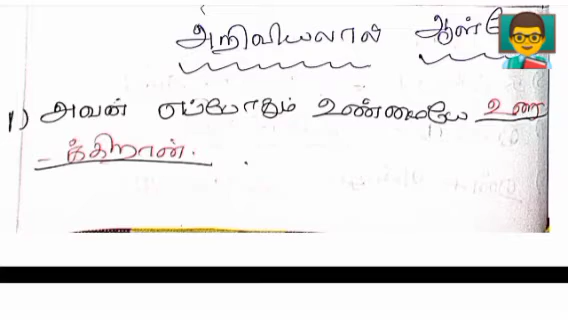 அறிவியலால் ஆள்
1) அவன் எப்போதும் உண்மையே உரை
- க்கிறான்.